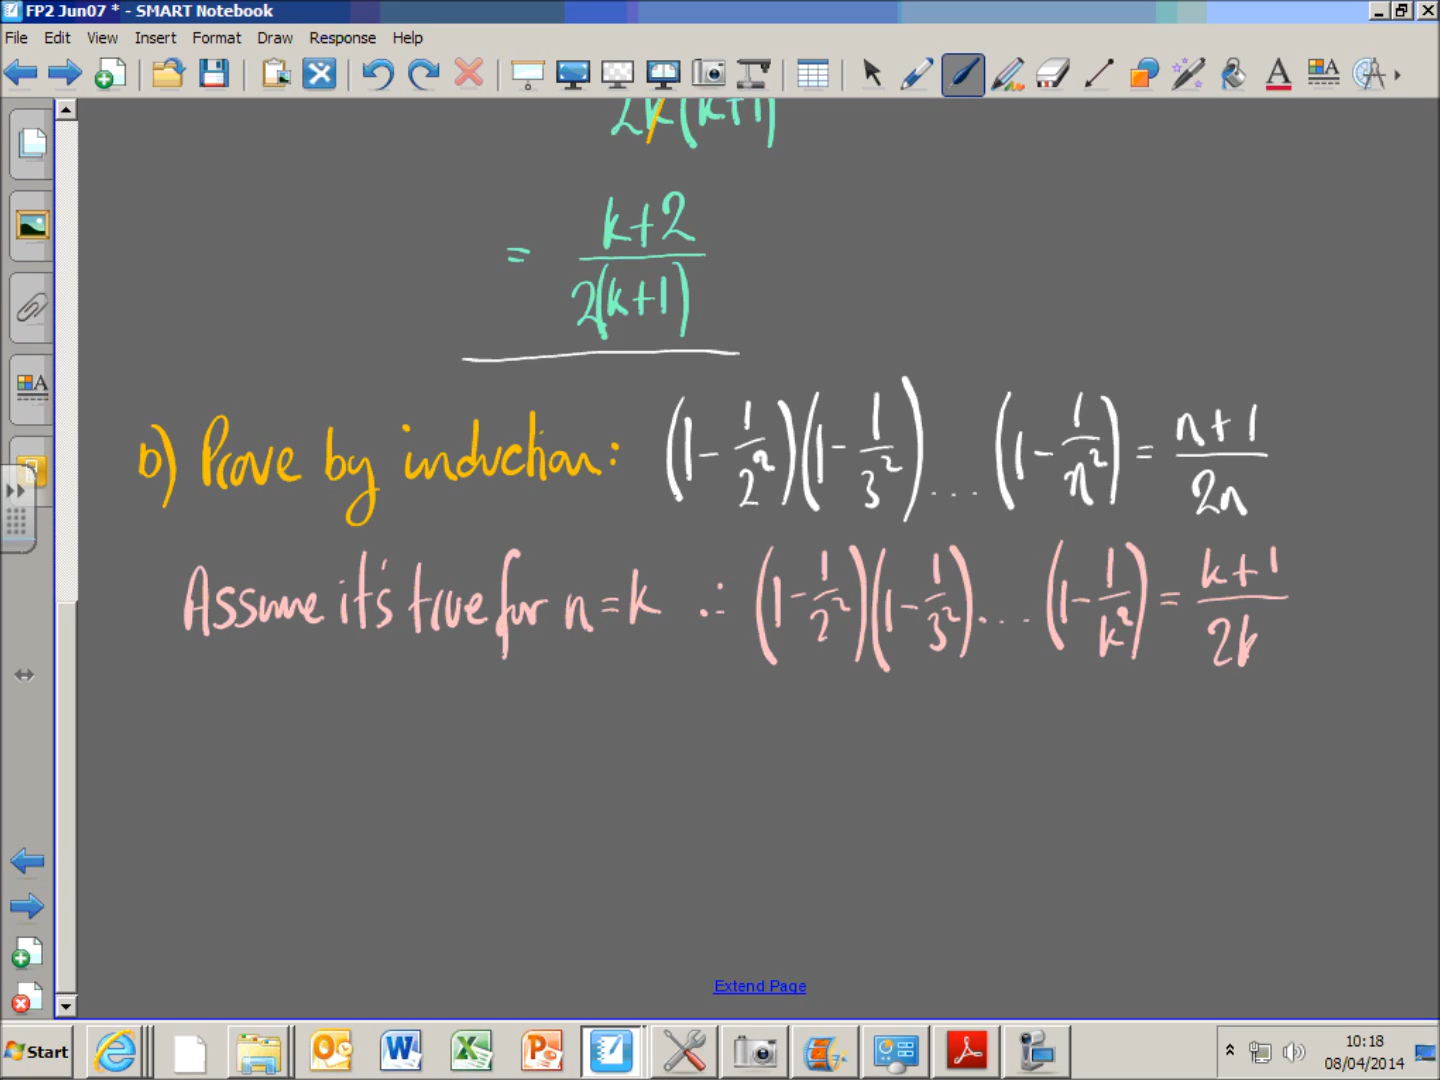 FP2 Jun07 * - SMART Notebook
File Edit View Insert Format Draw Response Help
2k(k+1)
= k+2 / 2(k+1)
b) Prove by induction: (1 - 1/2²)(1 - 1/3²)... (1 - 1/n²) = n+1 / 2n
Assume it's true for n=k ∴ (1 - 1/2²)(1 - 1/3²).... (1 - 1/k²) = k+1 / 2k
Extend Page
Start
10:18
08/04/2014